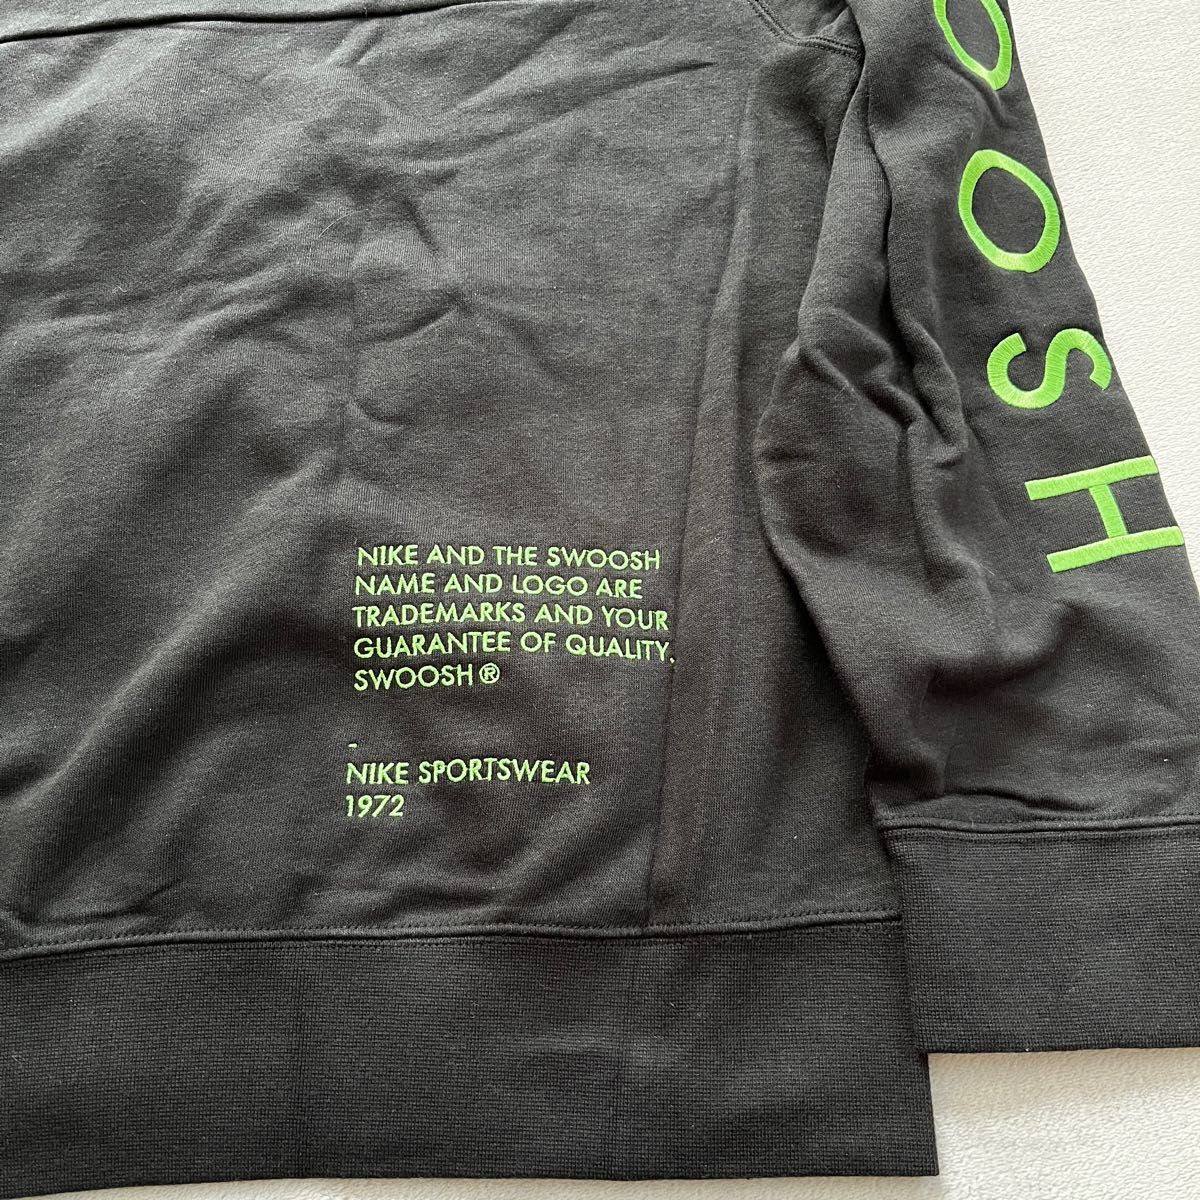 NIKE AND THE SWOOSH
NAME AND LOGO ARE
TRADEMARKS AND YOUR
GUARANTEE OF QUALITY.
SWOOSH ®
-
NIKE SPORTSWEAR
1972
OOSH